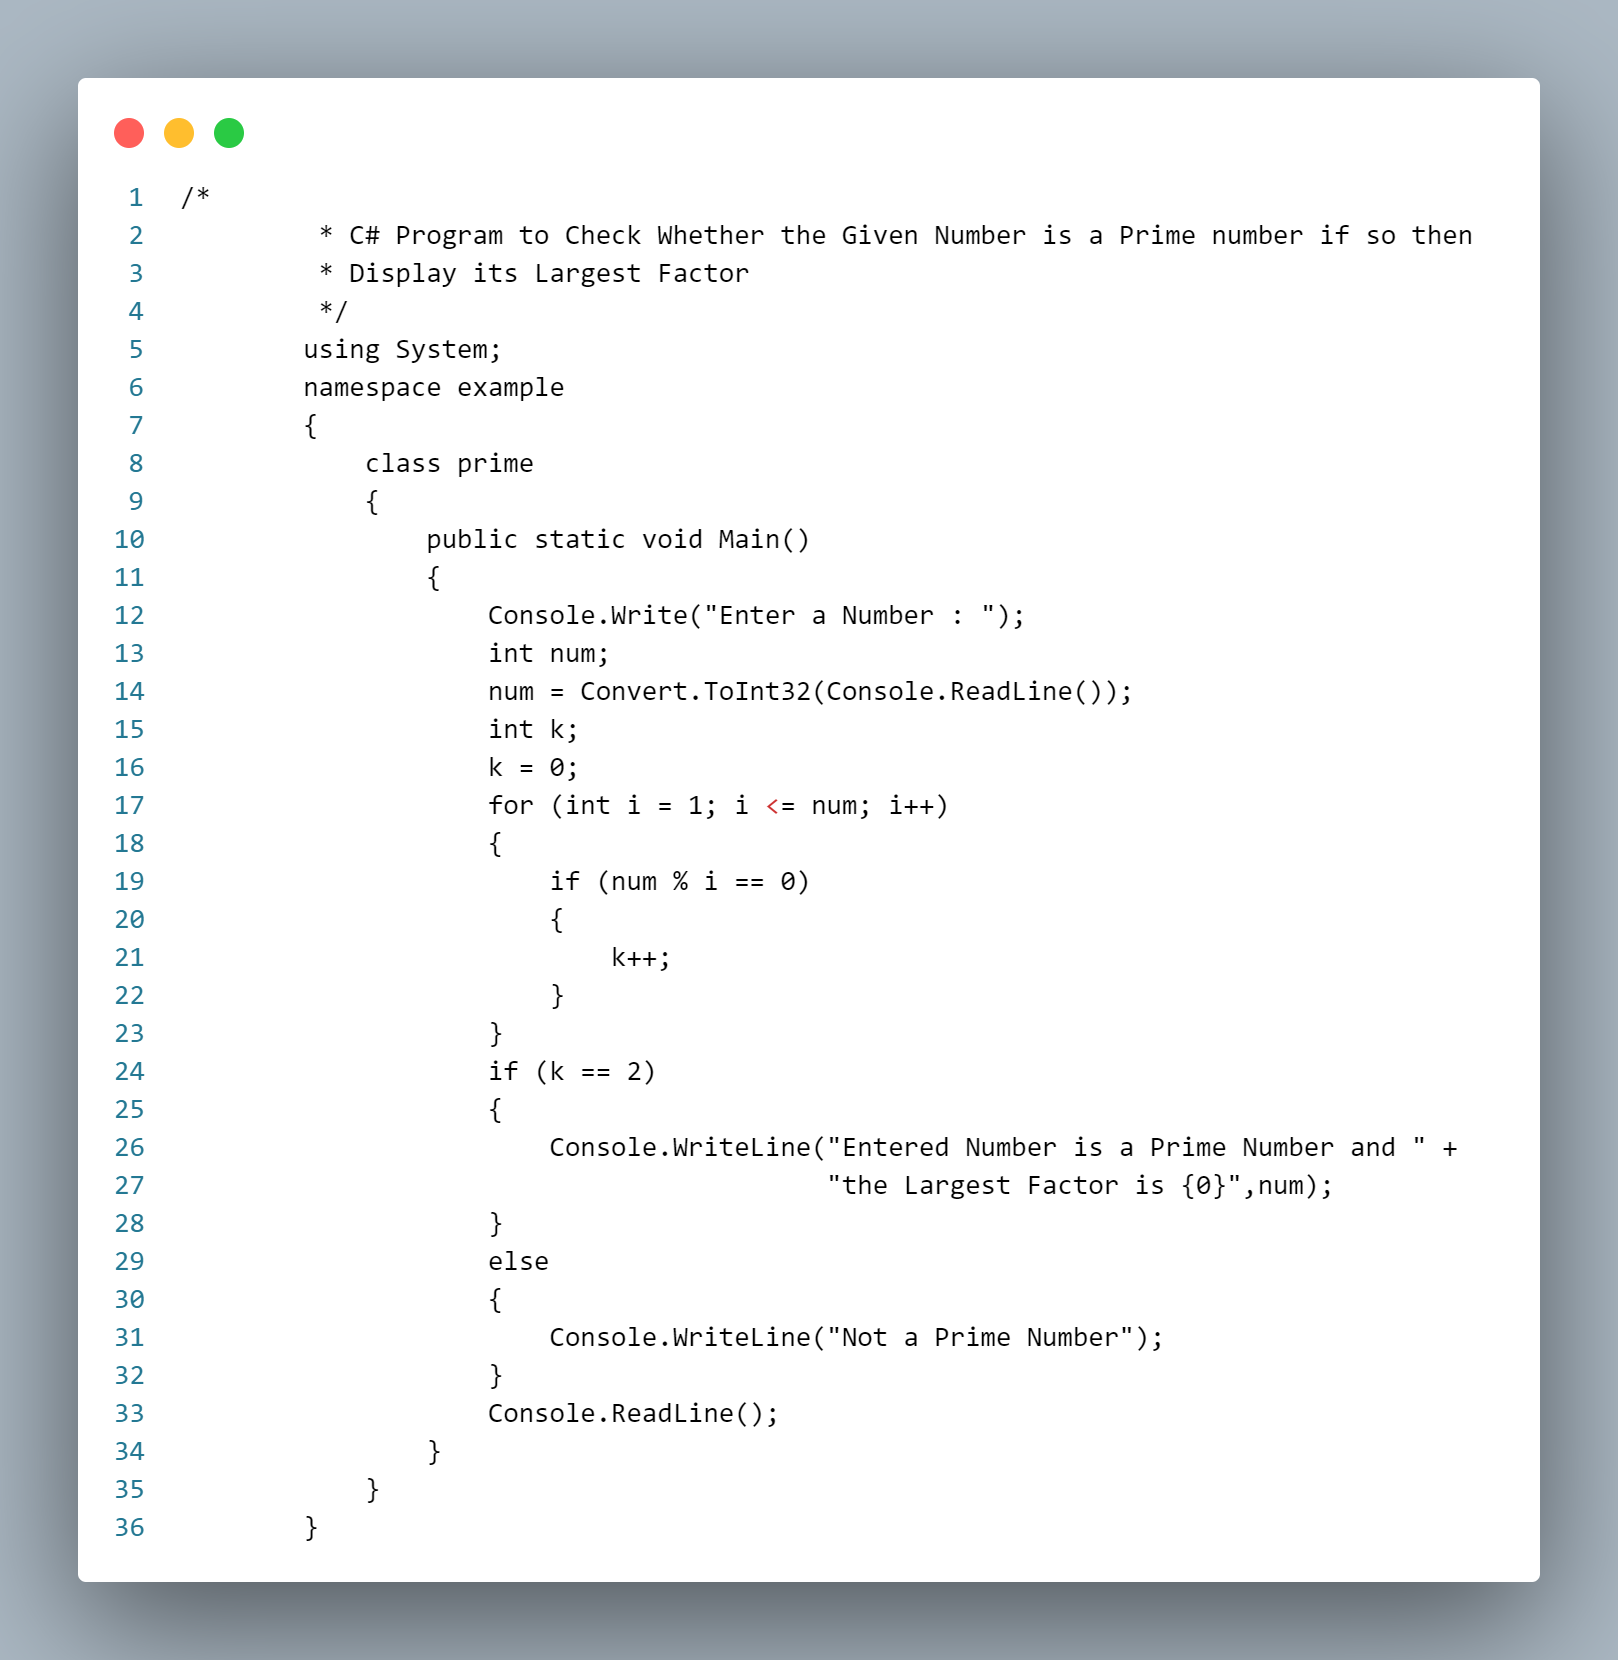 1 /*
2          * C# Program to Check Whether the Given Number is a Prime number if so then
3          * Display its Largest Factor
4          */
5         using System;
6         namespace example
7         {
8             class prime
9             {
10                 public static void Main()
11                 {
12                     Console.Write("Enter a Number : ");
13                     int num;
14                     num = Convert.ToInt32(Console.ReadLine());
15                     int k;
16                     k = 0;
17                     for (int i = 1; i <= num; i++)
18                     {
19                         if (num % i == 0)
20                         {
21                             k++;
22                         }
23                     }
24                     if (k == 2)
25                     {
26                         Console.WriteLine("Entered Number is a Prime Number and " +
27                                           "the Largest Factor is {0}",num);
28                     }
29                     else
30                     {
31                         Console.WriteLine("Not a Prime Number");
32                     }
33                     Console.ReadLine();
34                 }
35             }
36         }